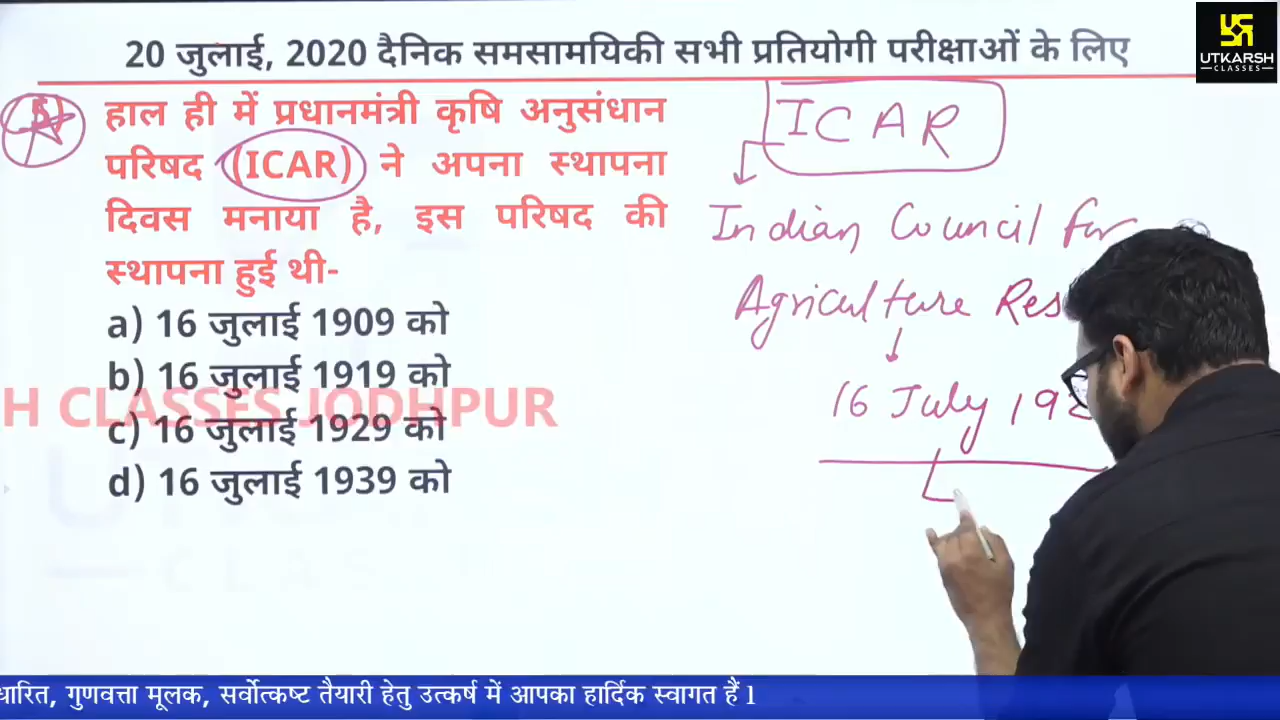 UTKARSH
CLASSES
20 जुलाई, 2020 दैनिक समसामयिकी सभी प्रतियोगी परीक्षाओं के लिए
हाल ही में प्रधानमंत्री कृषि अनुसंधान
परिषद (ICAR) ने अपना स्थापना
दिवस मनाया है, इस परिषद की
स्थापना हुई थी-
a) 16 जुलाई 1909 को
b) 16 जुलाई 1919 को
H CLASSES JODHPUR
c) 16 जुलाई 1929 को
d) 16 जुलाई 1939 को
ICAR
Indian Council for
Agriculture Res
16 July 192
धारित, गुणवत्ता मूलक, सर्वोत्कष्ट तैयारी हेतु उत्कर्ष में आपका हार्दिक स्वागत हैं l